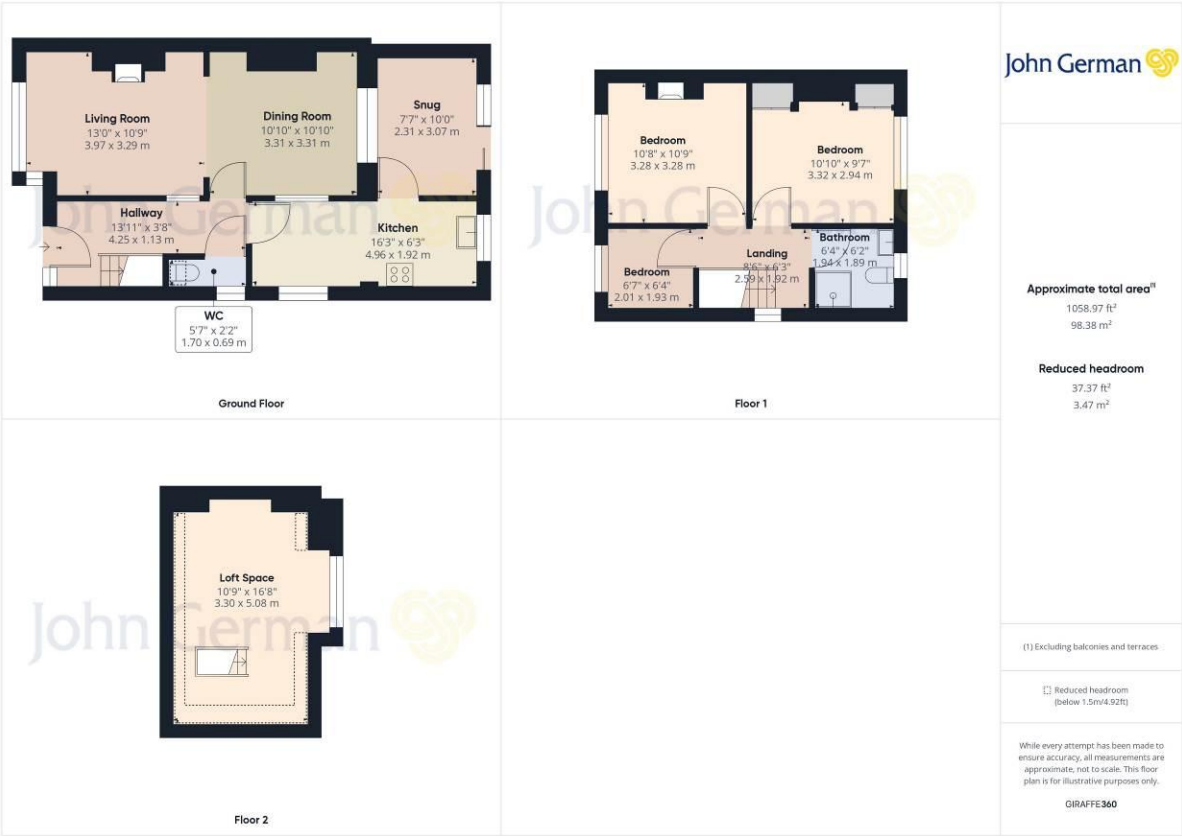 Living Room
13'0" x 10'9"
3.97 x 3.29 m
Dining Room
10'10" x 10'10"
3.31 x 3.31 m
Snug
7'7" x 10'0"
2.31 x 3.07 m
Hallway
13'11" x 3'8"
4.25 x 1.13 m
Kitchen
16'3" x 6'3"
4.96 x 1.92 m
WC
5'7" x 2'2"
1.70 x 0.69 m
John German
Ground Floor
Bedroom
10'8" x 10'9"
3.28 x 3.28 m
Bedroom
10'10" x 9'7"
3.32 x 2.94 m
Bedroom
6'7" x 6'4"
2.01 x 1.93 m
Landing
8'6" x 6'3"
2.59 x 1.92 m
Bathroom
6'4" x 6'2"
1.94 x 1.89 m
John German
Floor 1
Loft Space
10'9" x 16'8"
3.30 x 5.08 m
John German
Floor 2
John German
Approximate total area(1)
1058.97 ft²
98.38 m²
Reduced headroom
37.37 ft²
3.47 m²
(1) Excluding balconies and terraces
Reduced headroom
(below 1.5m/4.92ft)
While every attempt has been made to
ensure accuracy, all measurements are
approximate, not to scale. This floor
plan is for illustrative purposes only.
GIRAFFE360